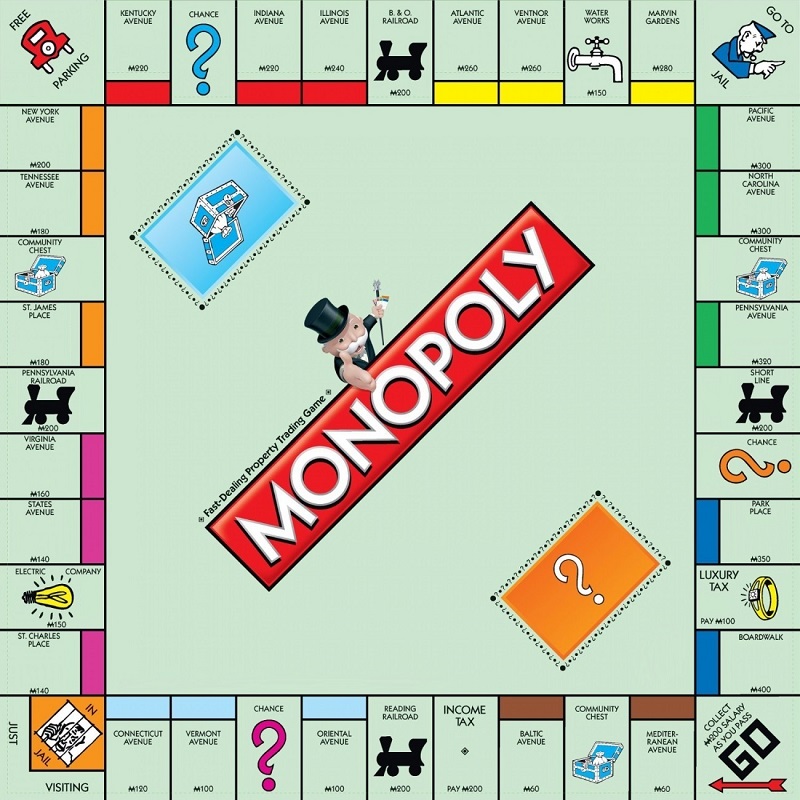 FREE
PARKING
KENTUCKY
AVENUE
₩220
CHANCE
INDIANA
AVENUE
₩220
ILLINOIS
AVENUE
₩240
B. & O.
RAILROAD
₩200
ATLANTIC
AVENUE
₩260
VENTNOR
AVENUE
₩260
WATER
WORKS
₩150
MARVIN
GARDENS
₩280
GO TO
JAIL
NEW YORK
AVENUE
₩200
TENNESSEE
AVENUE
₩180
COMMUNITY
CHEST
ST. JAMES
PLACE
₩180
PENNSYLVANIA
RAILROAD
₩200
VIRGINIA
AVENUE
₩160
STATES
AVENUE
₩140
ELECTRIC COMPANY
₩150
ST. CHARLES
PLACE
₩140
Fast-Dealing Property Trading Game
MONOPOLY
PACIFIC
AVENUE
₩300
NORTH
CAROLINA
AVENUE
₩300
COMMUNITY
CHEST
PENNSYLVANIA
AVENUE
₩320
SHORT
LINE
₩200
CHANCE
PARK
PLACE
₩350
LUXURY
TAX
PAY ₩100
BOARDWALK
₩400
JUST
VISITING
IN
JAIL
CONNECTICUT
AVENUE
₩120
VERMONT
AVENUE
₩100
CHANCE
ORIENTAL
AVENUE
₩100
READING
RAILROAD
₩200
INCOME
TAX
PAY ₩200
BALTIC
AVENUE
₩60
COMMUNITY
CHEST
MEDITER-
RANEAN
AVENUE
₩60
COLLECT
₩200 SALARY
AS YOU PASS
GO